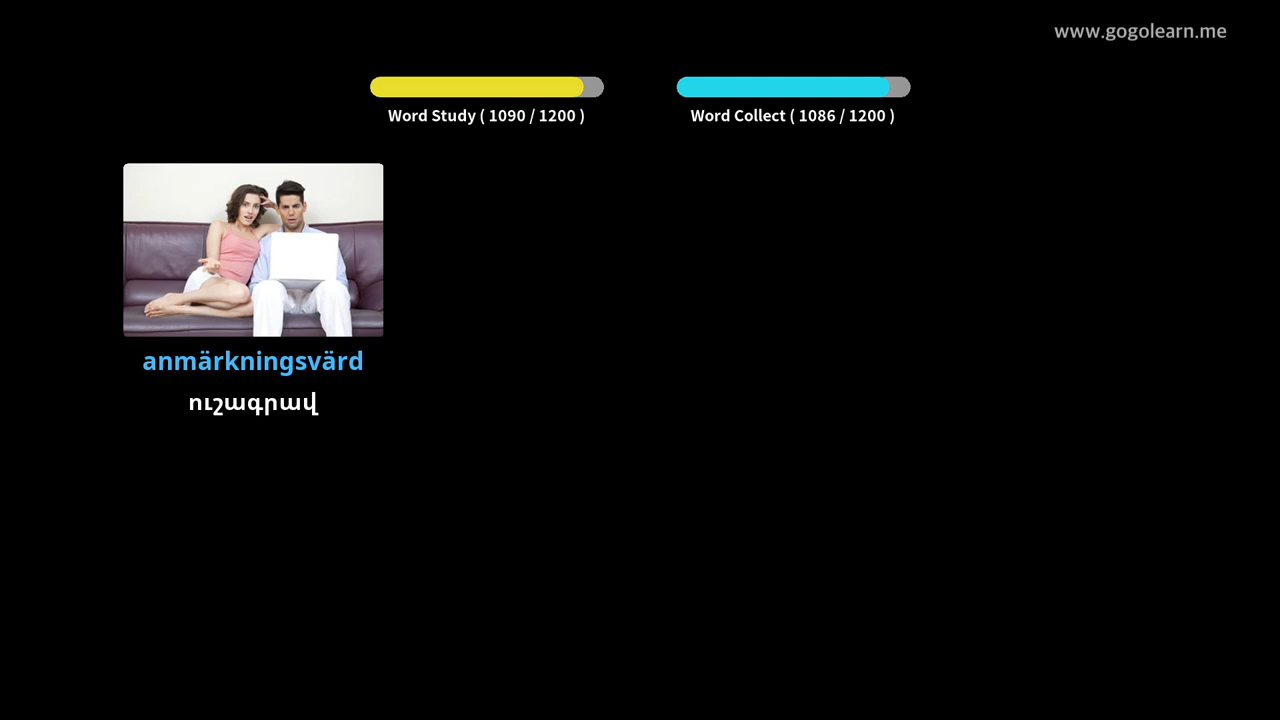 www.gogolearn.me
Word Study ( 1090 / 1200 )
Word Collect ( 1086 / 1200 )
anmärkningsvärd
ուշագրավ